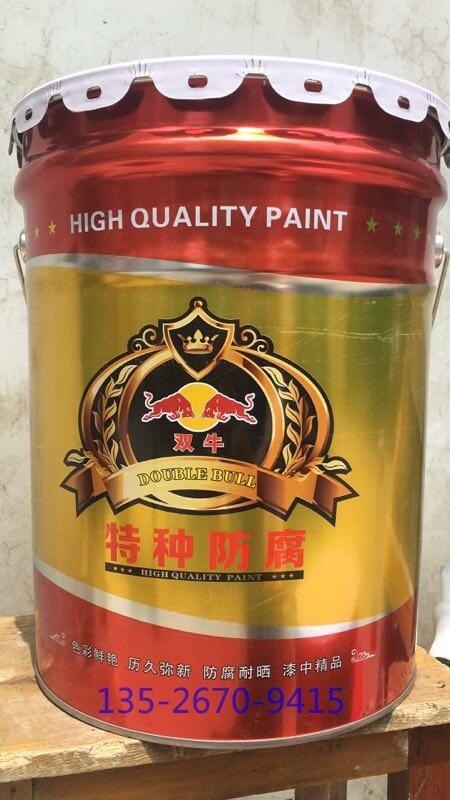 HIGH QUALITY PAINT
双牛
DOUBLE BULL
特种防腐
HIGH QUALITY PAINT
色彩鲜艳 历久弥新 防腐耐晒 漆中精品
135-2670-9415